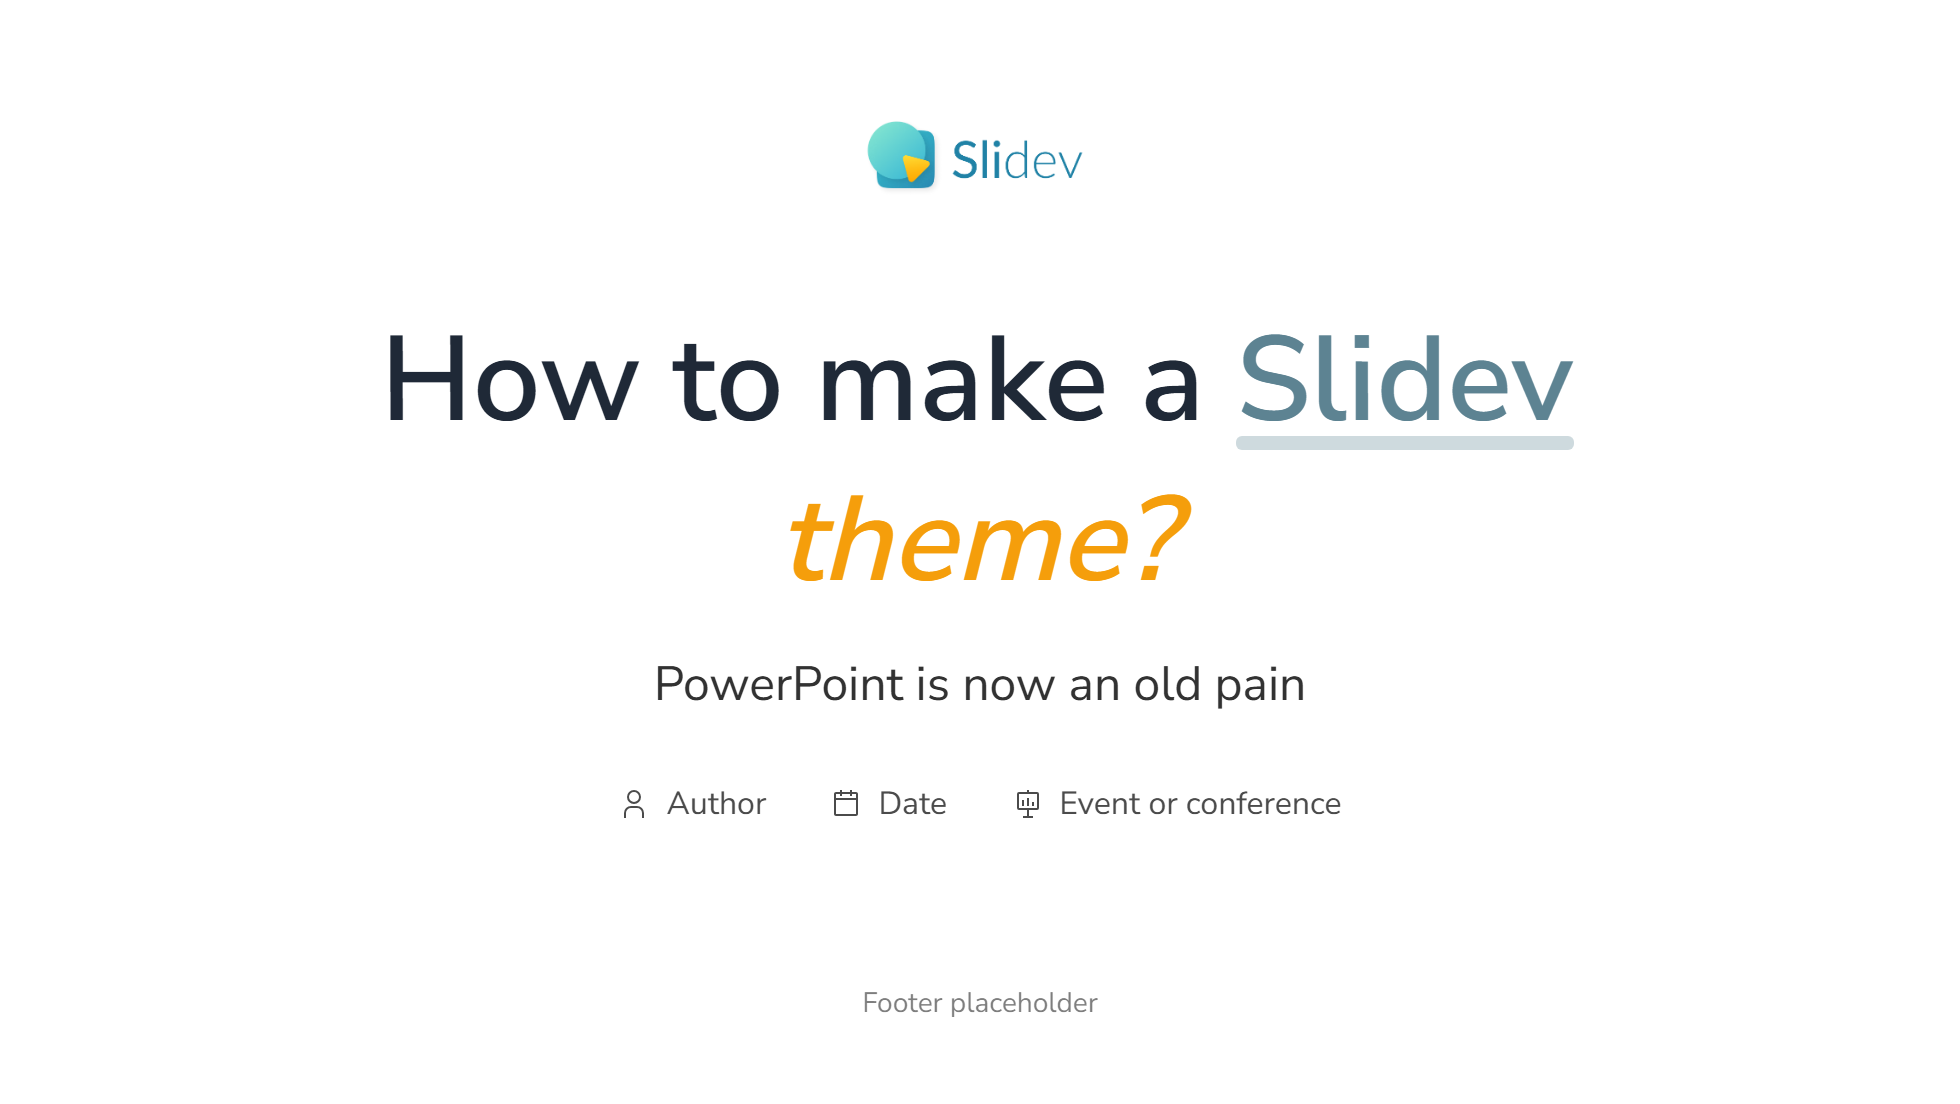 Slidev
How to make a Slidev
theme?
PowerPoint is now an old pain
Author Date Event or conference
Footer placeholder